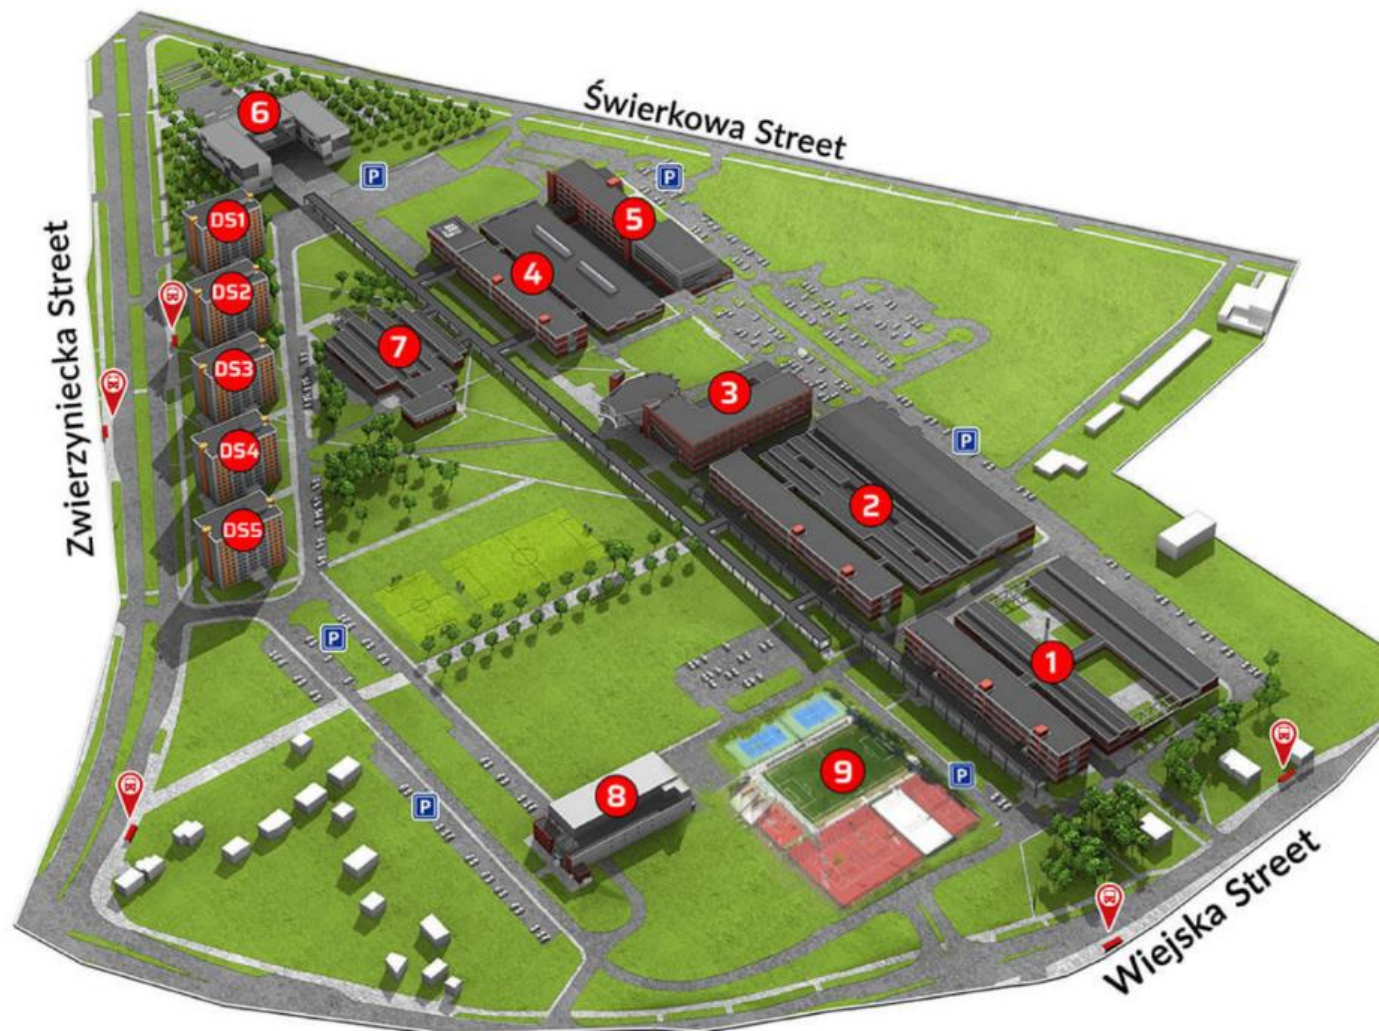 Świerkowa Street
6
P
P
DS1
5
4
DS2
Zwierzyniecka Street
7
DS3
3
DS4
P
2
DS5
P
1
9
P
8
P
Wiejska Street